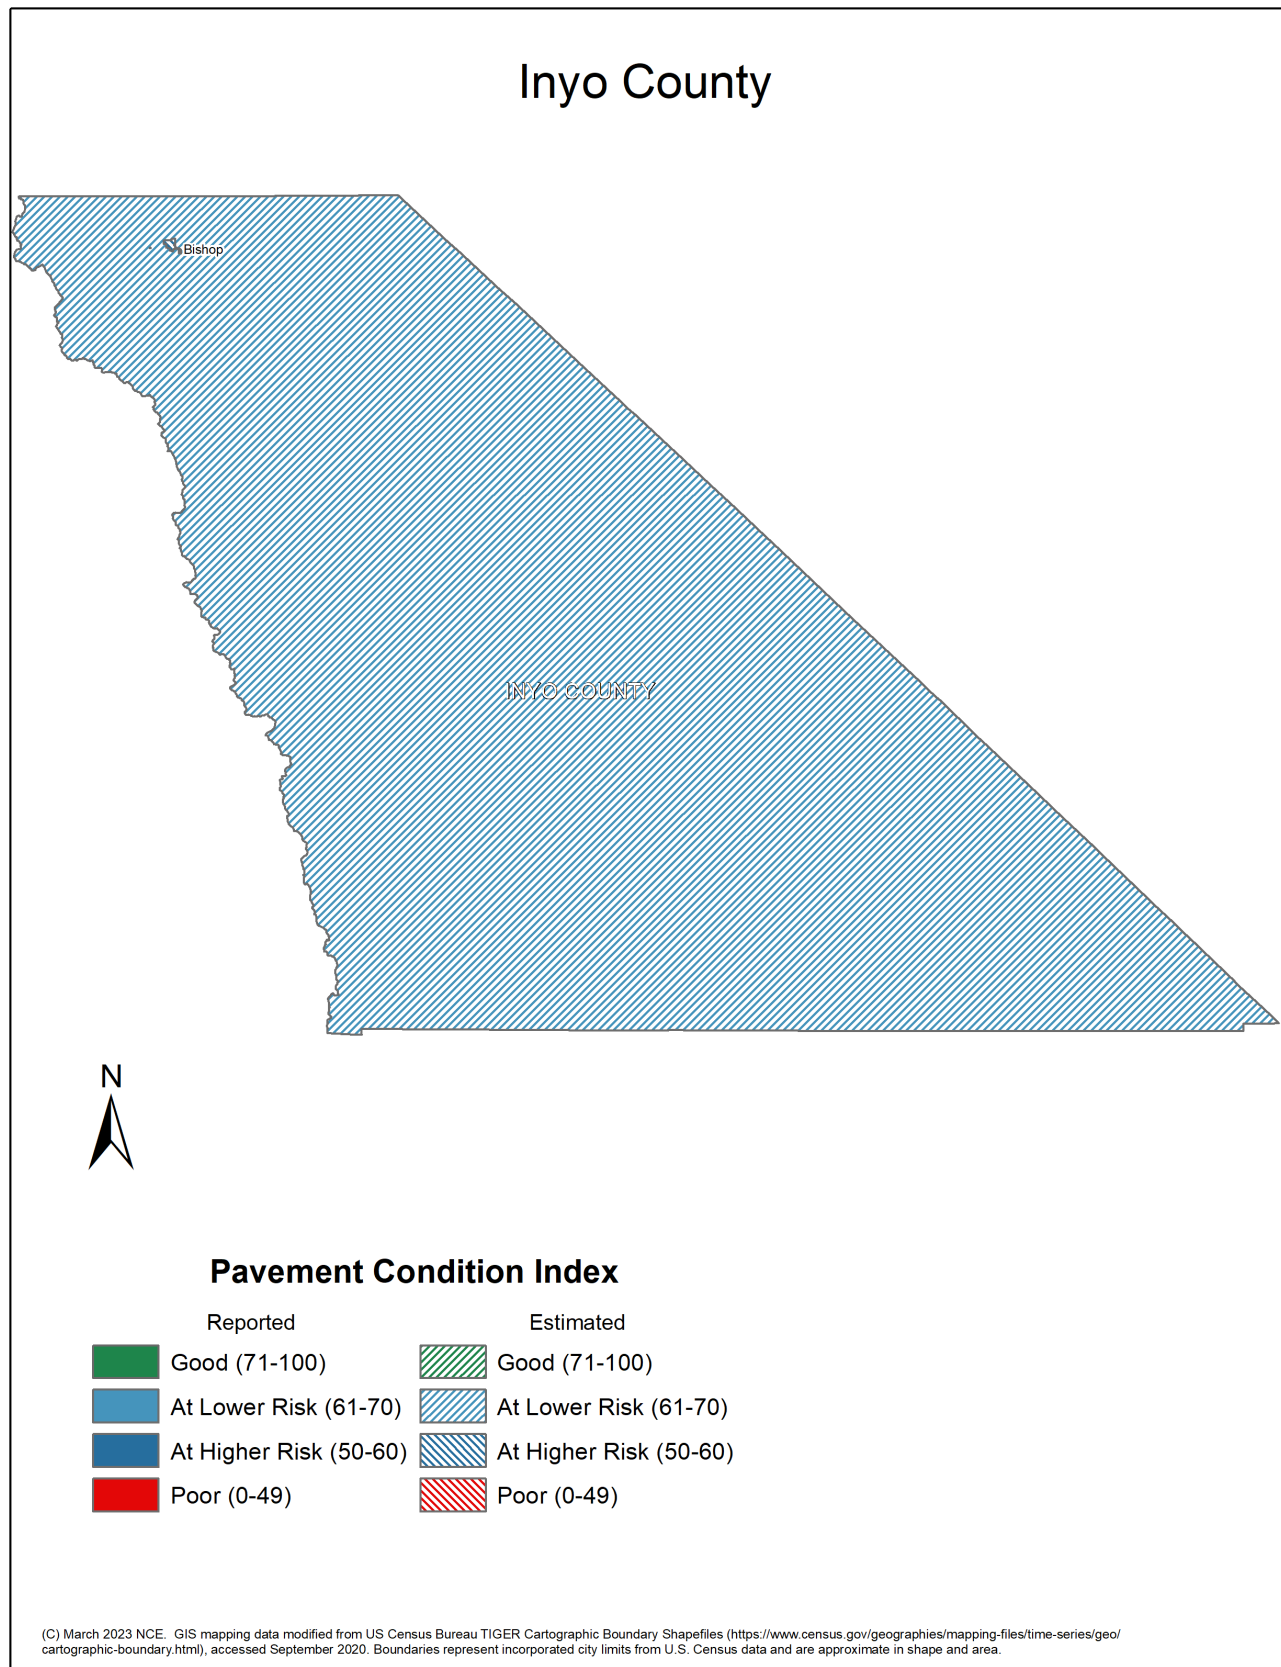 Inyo County
Bishop
INYO COUNTY
N
Pavement Condition Index
Reported Estimated
Good (71-100) Good (71-100)
At Lower Risk (61-70) At Lower Risk (61-70)
At Higher Risk (50-60) At Higher Risk (50-60)
Poor (0-49) Poor (0-49)
(C) March 2023 NCE. GIS mapping data modified from US Census Bureau TIGER Cartographic Boundary Shapefiles (https://www.census.gov/geographies/mapping-files/time-series/geo/
cartographic-boundary.html), accessed September 2020. Boundaries represent incorporated city limits from U.S. Census data and are approximate in shape and area.